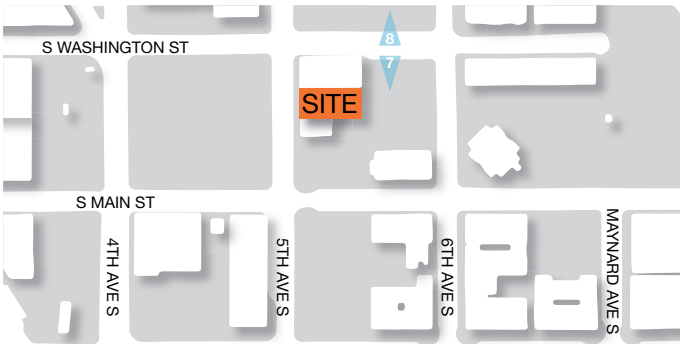 8
S WASHINGTON ST
7
SITE
S MAIN ST
4TH AVE S
5TH AVE S
6TH AVE S
MAYNARD AVE S